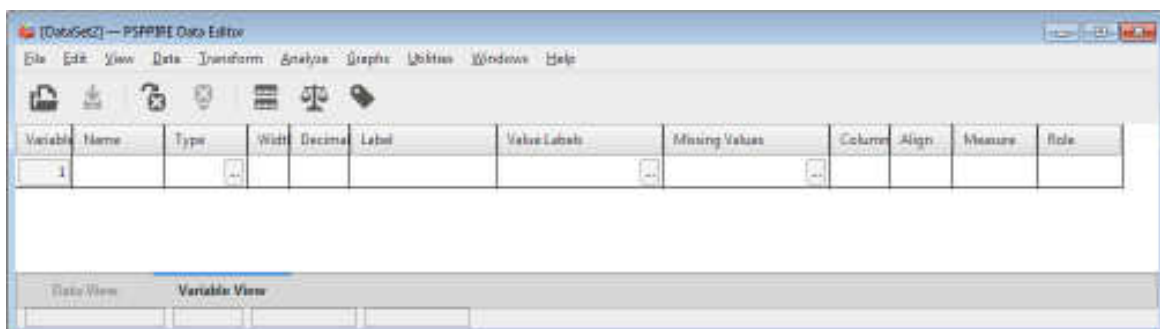 [DataSet2] — PSPPIRE Data Editor
File Edit View Data Transform Analyze Graphs Utilities Windows Help
Variable Name Type Width Decimal Label Value Labels Missing Values Column Align Measure Role
1 ... ... ...
Data View Variable View